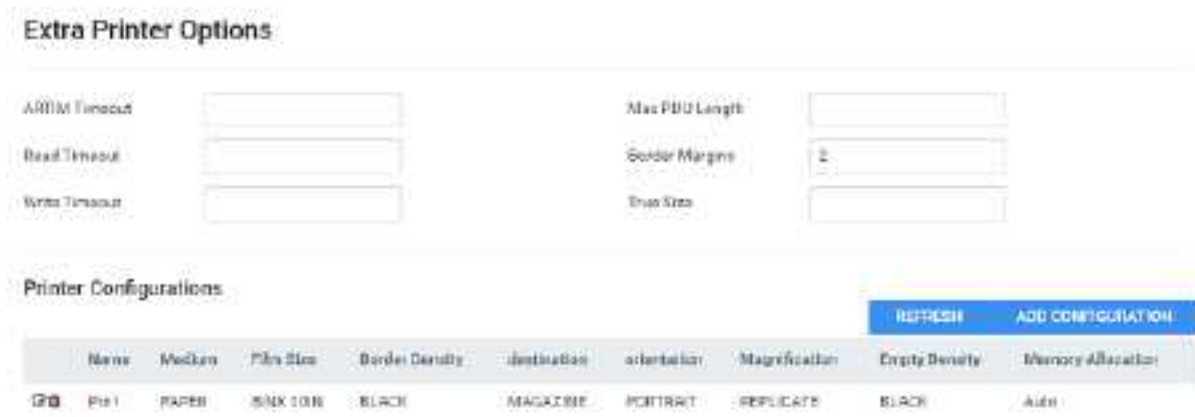 Extra Printer Options
ARTIM Timeout
Max PDU Length
Read Timeout
Border Margins 2
Write Timeout
True Size
Printer Configurations
REFRESH ADD CONFIGURATION
Name Medium Film Size Border Density destination orientation Magnification Empty Density Memory Allocation
PAPER 8INX10IN BLACK MAGAZINE PORTRAIT REPLICATE BLACK Auto